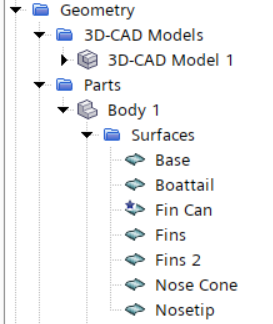 Geometry
3D-CAD Models
3D-CAD Model 1
Parts
Body 1
Surfaces
Base
Boattail
Fin Can
Fins
Fins 2
Nose Cone
Nosetip